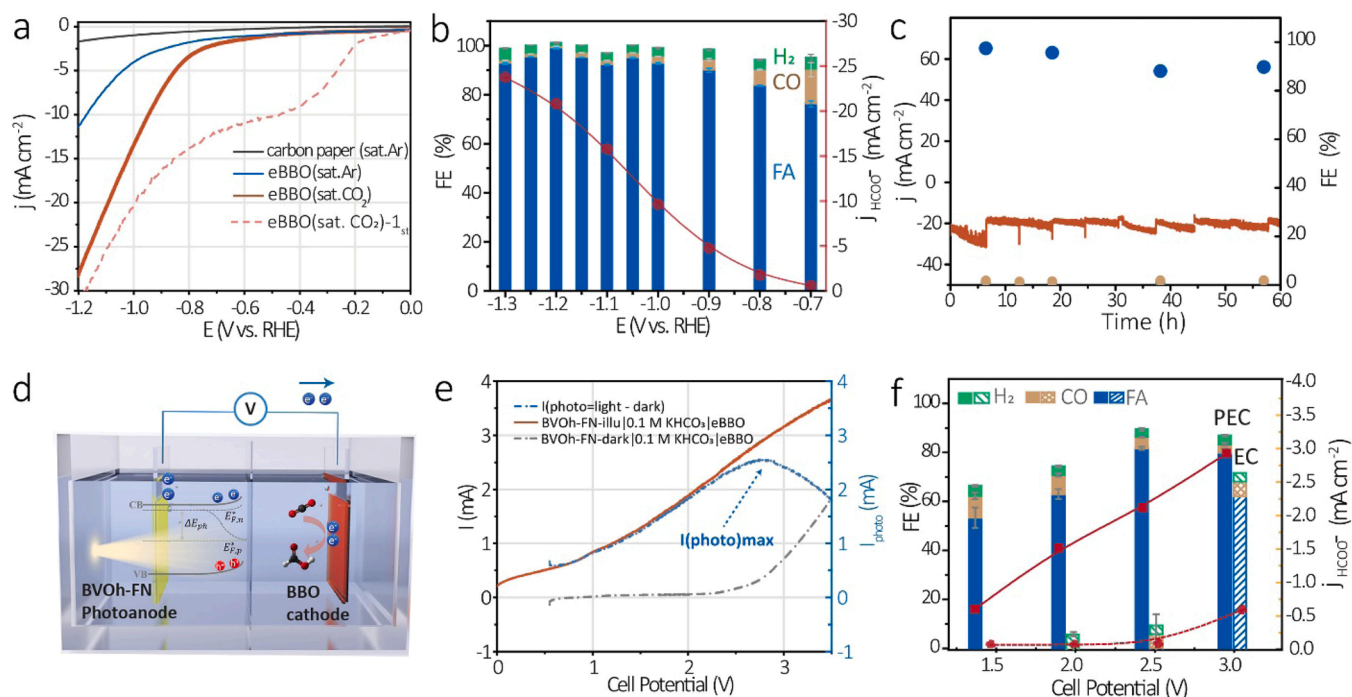 a
0
-5
-10
-15
-20
-25
-30
j (mA cm⁻²)
carbon paper (sat.Ar)
eBBO(sat.Ar)
eBBO(sat.CO₂)
eBBO(sat. CO₂)-1st
-1.2 -1.0 -0.8 -0.6 -0.4 -0.2 0.0
E (V vs. RHE)
b
100
80
60
40
20
0
FE (%)
H₂
CO
FA
-30
-25
-20
-15
-10
-5
0
j HCOO⁻ (mA cm⁻²)
-1.3 -1.2 -1.1 -1.0 -0.9 -0.8 -0.7
E (V vs. RHE)
c
60
40
20
0
-20
-40
j (mA cm⁻²)
100
80
60
40
20
0
FE (%)
0 10 20 30 40 50 60
Time (h)
d
V
e⁻ e⁻
e⁻
e⁻ e⁻ e⁻
CB
E*F,n
ΔEph
E*F,p
h⁺ h⁺
VB
e⁻
e⁻
BVOh-FN
Photoanode
BBO
cathode
e
4
3
2
1
0
-1
I (mA)
I(photo=light - dark)
BVOh-FN-illu|0.1 M KHCO₃|eBBO
BVOh-FN-dark|0.1 M KHCO₃|eBBO
I(photo)max
4
3
2
1
0
-1
Iphoto (mA)
0 1 2 3
Cell Potential (V)
f
100
80
60
40
20
0
FE (%)
H₂ CO FA
PEC
EC
-4.0
-3.5
-3.0
-2.5
-2.0
-1.5
-1.0
-0.5
-0.0
j HCOO⁻ (mA cm⁻²)
1.5 2.0 2.5 3.0
Cell Potential (V)